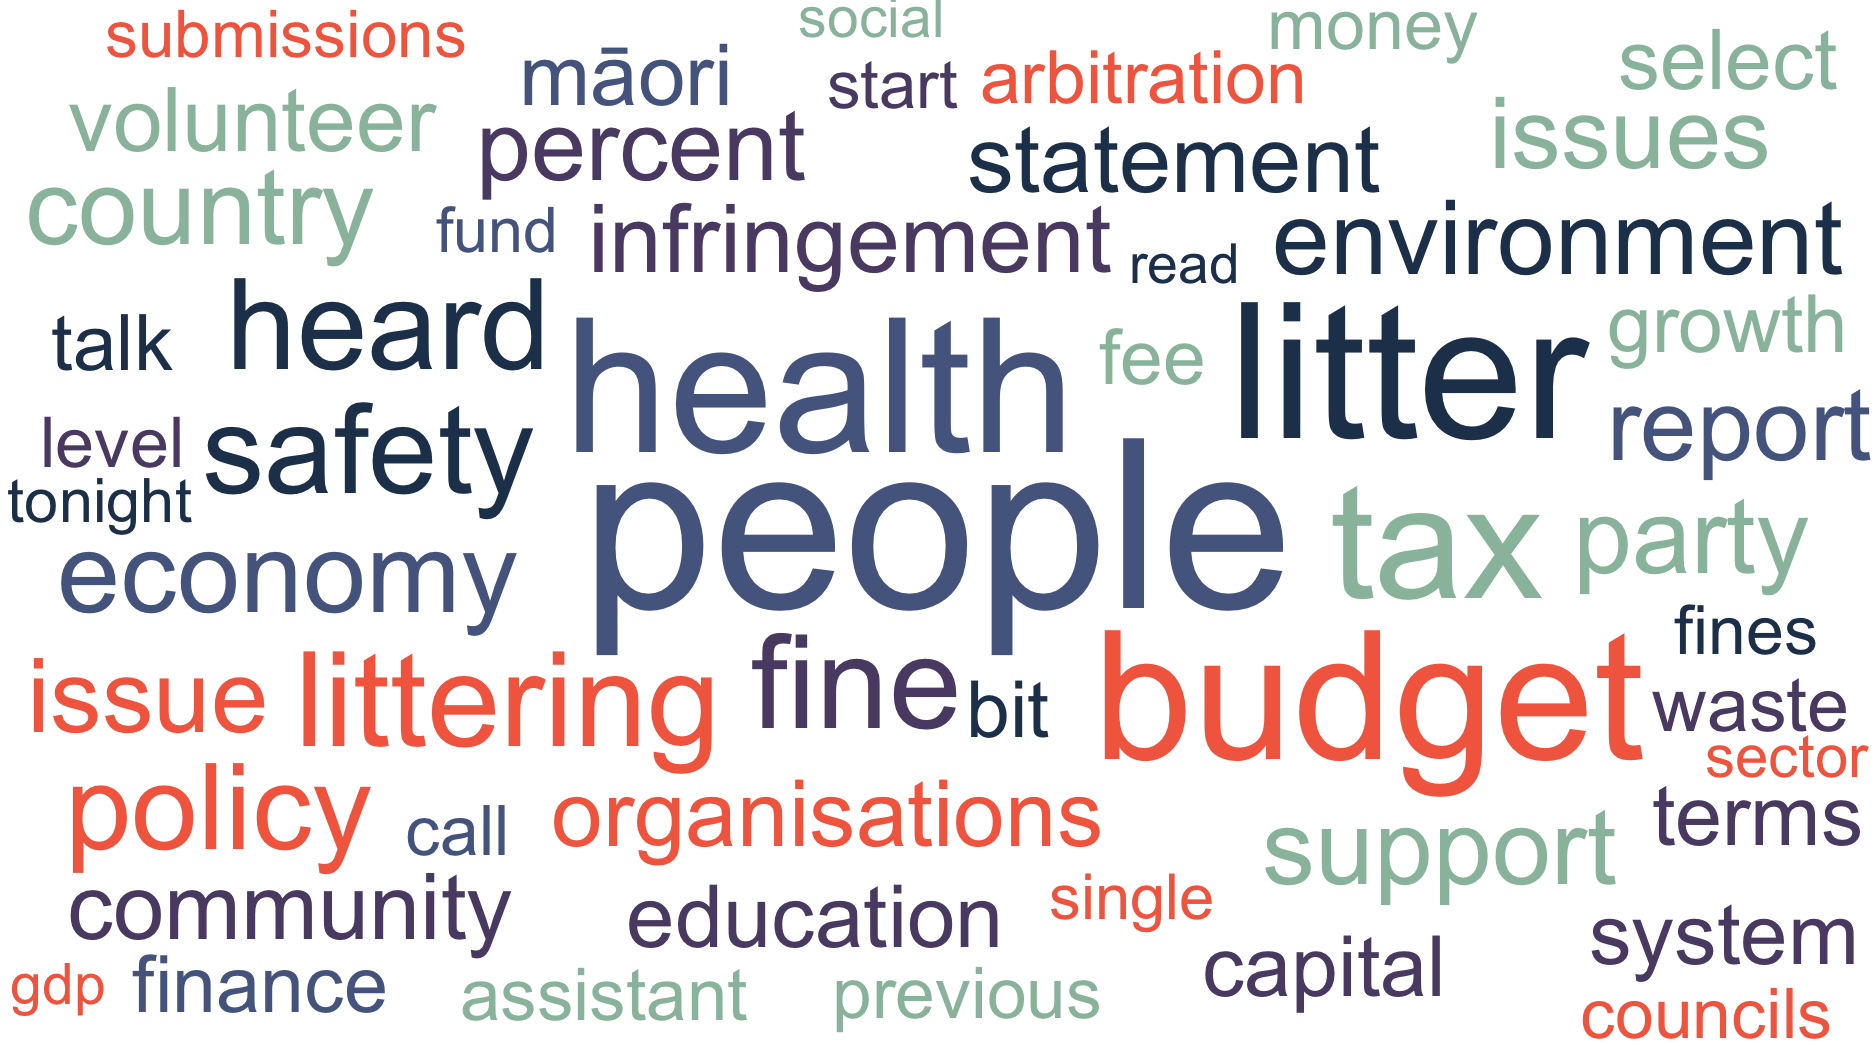 submissions
social
money
māori
start
arbitration
select
volunteer
percent
statement
issues
country
fund
infringement
read
environment
talk
heard
health
fee
litter
growth
level
safety
report
tonight
people
tax
party
economy
fines
issue
littering
fine
bit
budget
waste
sector
policy
call
organisations
support
terms
community
education
single
system
capital
gdp
finance
assistant
previous
councils